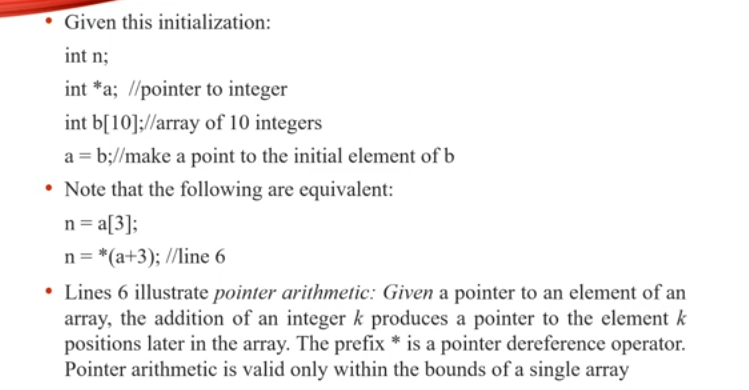 • Given this initialization:
int n;
int *a; //pointer to integer
int b[10];//array of 10 integers
a = b;//make a point to the initial element of b
• Note that the following are equivalent:
n = a[3];
n = *(a+3); //line 6
• Lines 6 illustrate pointer arithmetic: Given a pointer to an element of an
array, the addition of an integer k produces a pointer to the element k
positions later in the array. The prefix * is a pointer dereference operator.
Pointer arithmetic is valid only within the bounds of a single array